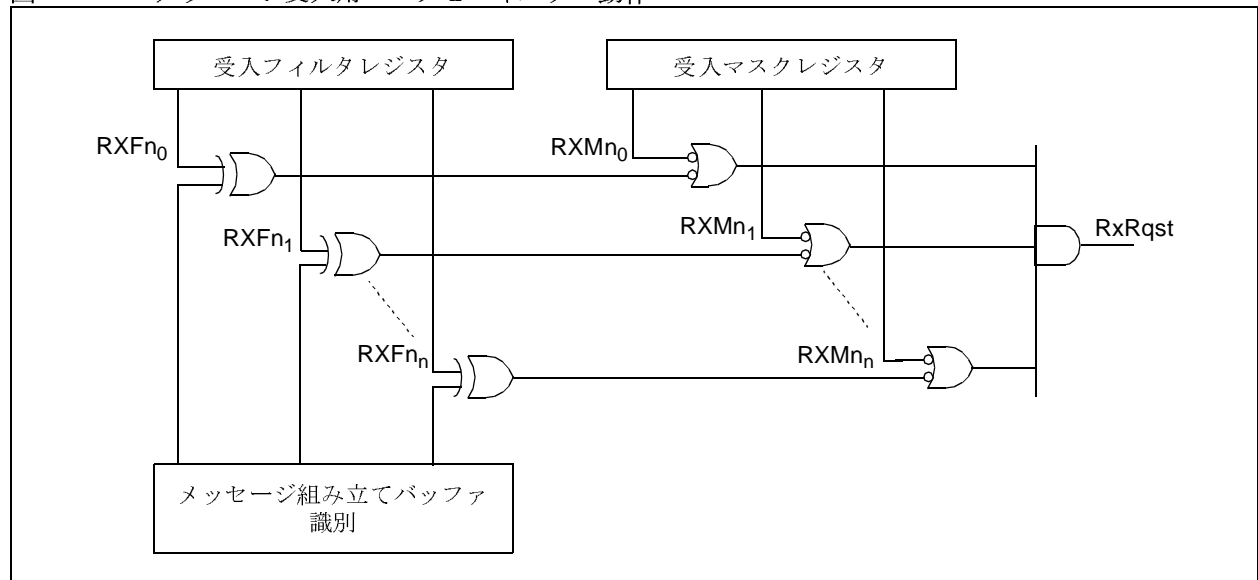 受入フィルタレジスタ
受入マスクレジスタ
RXFn0
RXMn0
RXFn1
RXMn1
RxRqst
RXFnn
RXMnn
メッセージ組み立てバッファ
識別